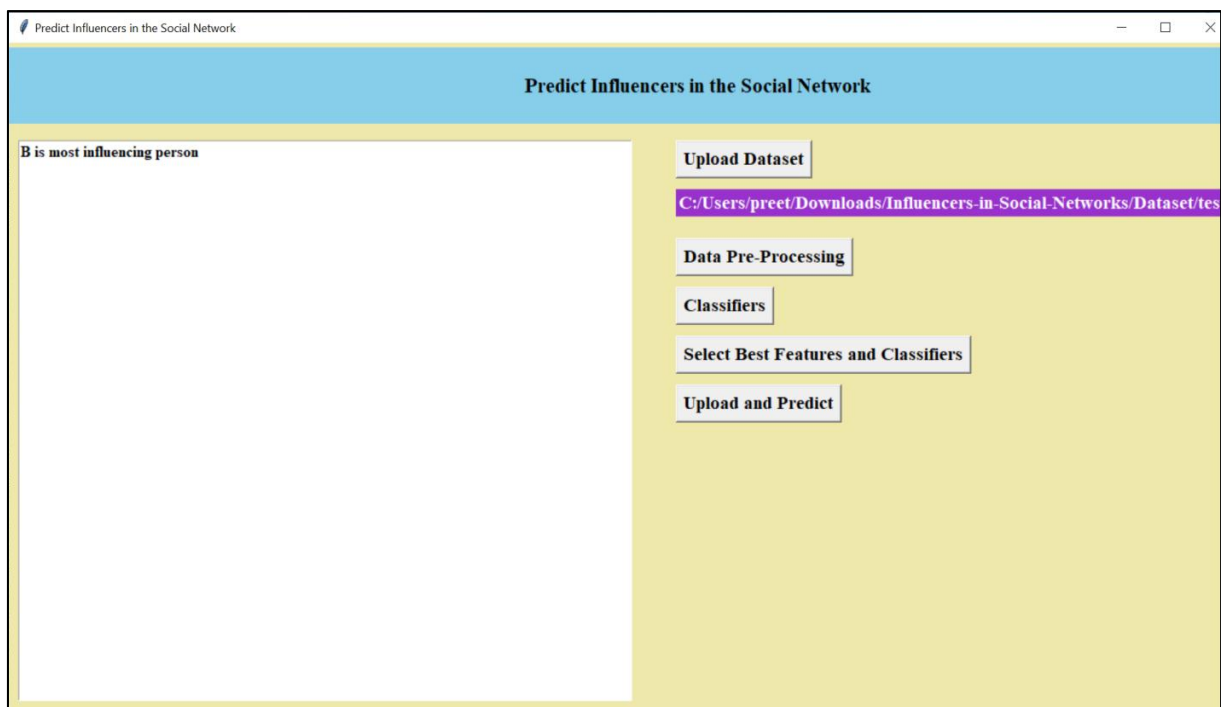 Predict Influencers in the Social Network
Predict Influencers in the Social Network
B is most influencing person
Upload Dataset
C:/Users/preet/Downloads/Influencers-in-Social-Networks/Dataset/tes
Data Pre-Processing
Classifiers
Select Best Features and Classifiers
Upload and Predict